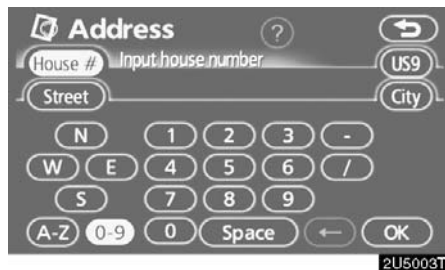 Address ?
House # Input house number US9
Street City
N 1 2 3 -
W E 4 5 6 /
S 7 8 9
A-Z 0-9 0 Space ← OK
2U5003T